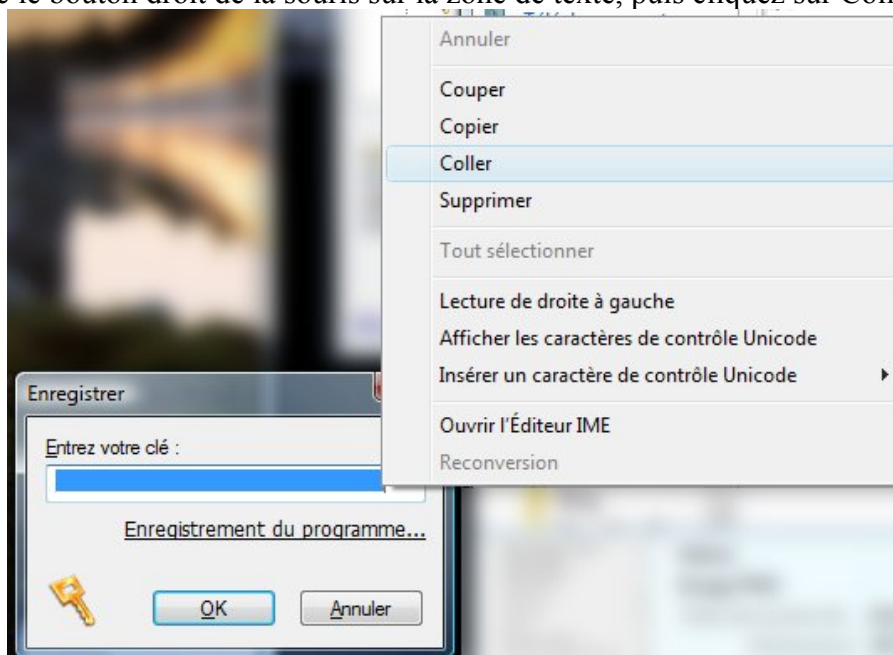 le bouton droit de la souris sur la zone de texte, puis cliquez sur
Annuler
Couper
Copier
Coller
Supprimer
Tout sélectionner
Lecture de droite à gauche
Afficher les caractères de contrôle Unicode
Insérer un caractère de contrôle Unicode
Ouvrir l'Éditeur IME
Reconversion
Enregistrer
Entrez votre clé :
Enregistrement du programme...
OK
Annuler